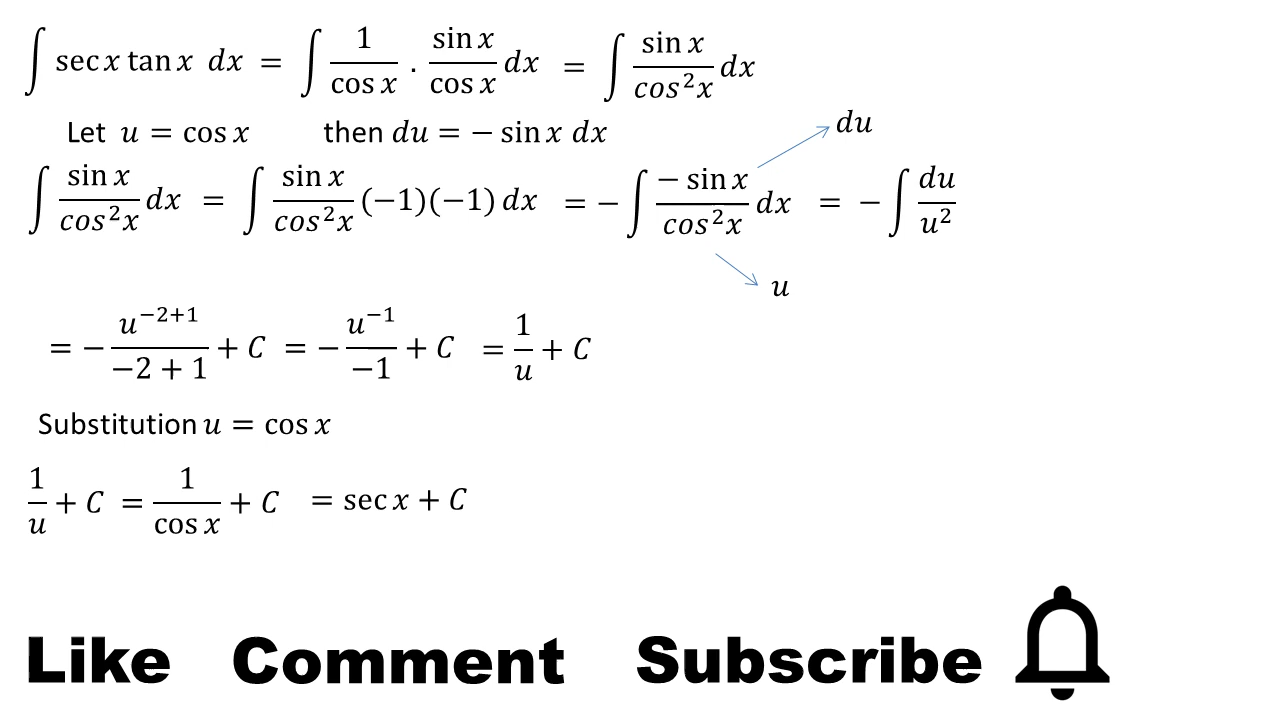 ∫ sec x tan x dx = ∫ 1/cos x · sin x/cos x dx = ∫ sin x/cos²x dx
Let u = cos x then du = − sin x dx
du
∫ sin x/cos²x dx = ∫ sin x/cos²x (−1)(−1) dx = − ∫ − sin x/cos²x dx = − ∫ du/u²
u
= − u⁻²⁺¹/−2 + 1 + C = − u⁻¹/−1 + C = 1/u + C
Substitution u = cos x
1/u + C = 1/cos x + C = sec x + C
Like Comment Subscribe